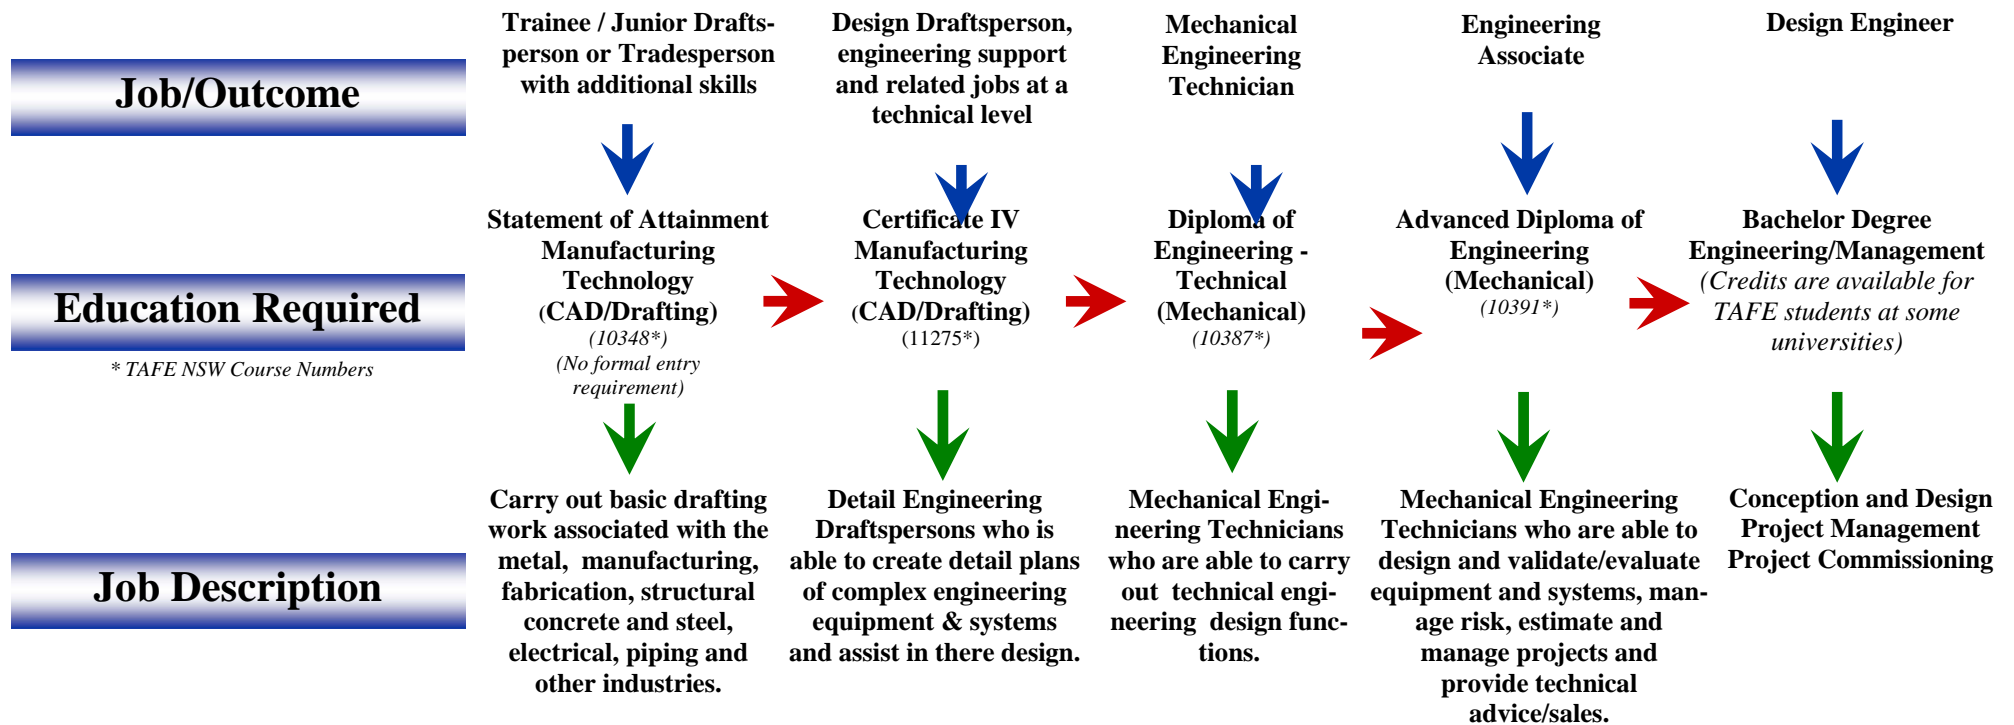 Job/Outcome
Trainee / Junior Drafts-
person or Tradesperson
with additional skills
Design Draftsperson,
engineering support
and related jobs at a
technical level
Mechanical
Engineering
Technician
Engineering
Associate
Design Engineer
Education Required
* TAFE NSW Course Numbers
Statement of Attainment
Manufacturing
Technology
(CAD/Drafting)
(10348*)
(No formal entry
requirement)
Certificate IV
Manufacturing
Technology
(CAD/Drafting)
(11275*)
Diploma of
Engineering -
Technical
(Mechanical)
(10387*)
Advanced Diploma of
Engineering
(Mechanical)
(10391*)
Bachelor Degree
Engineering/Management
(Credits are available for
TAFE students at some
universities)
Job Description
Carry out basic drafting
work associated with the
metal, manufacturing,
fabrication, structural
concrete and steel,
electrical, piping and
other industries.
Detail Engineering
Draftspersons who is
able to create detail plans
of complex engineering
equipment & systems
and assist in there design.
Mechanical Engi-
neering Technicians
who are able to carry
out technical engi-
neering design func-
tions.
Mechanical Engineering
Technicians who are able to
design and validate/evaluate
equipment and systems, man-
age risk, estimate and
manage projects and
provide technical
advice/sales.
Conception and Design
Project Management
Project Commissioning